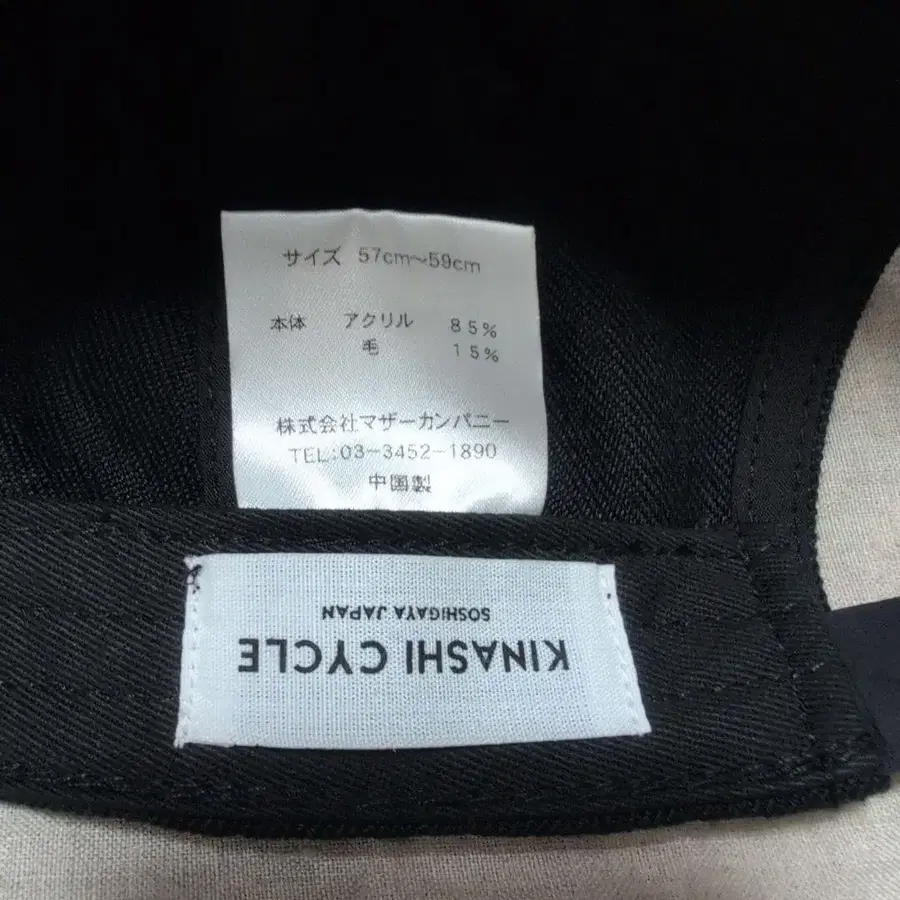 サイズ 57cm～59cm
本体 アクリル 85%
毛 15%
株式会社マザーカンパニー
TEL:03-3452-1890
中国製
KINASHI CYCLE
SOSHIGAYA JAPAN